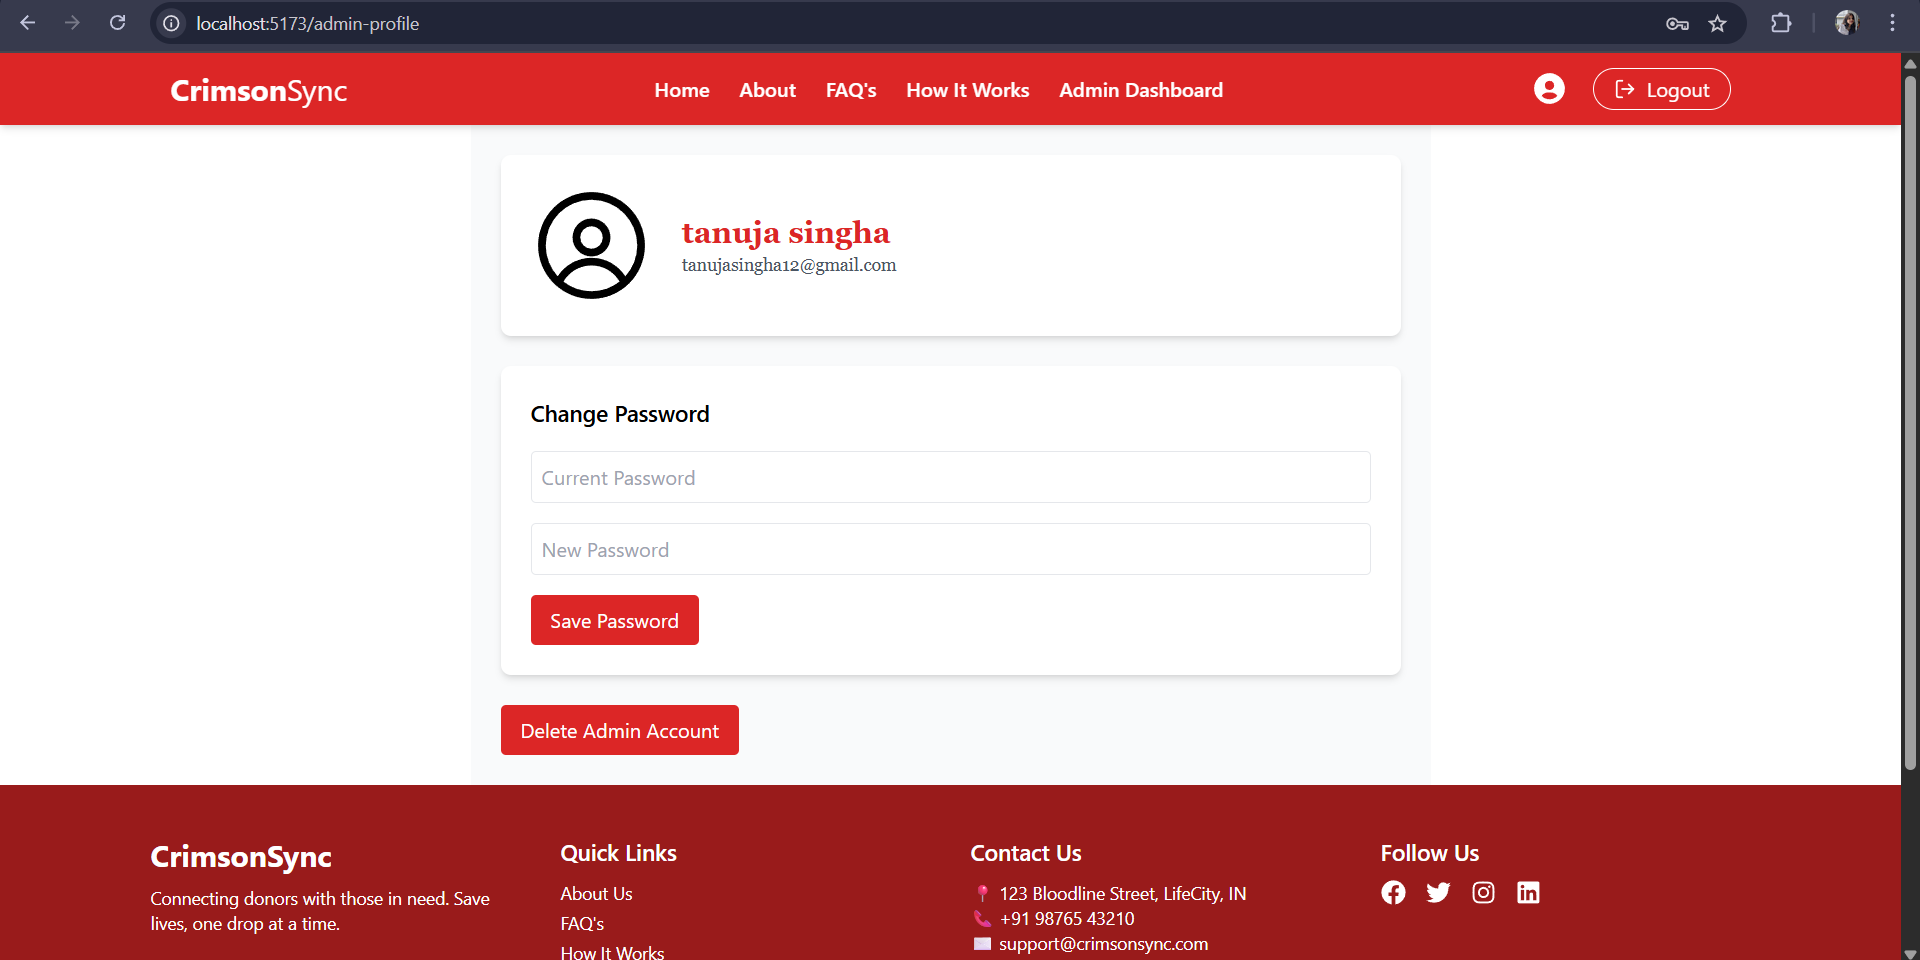 localhost:5173/admin-profile
CrimsonSync
Home About FAQ's How It Works Admin Dashboard
Logout
tanuja singha
tanujasingha12@gmail.com
Change Password
Current Password
New Password
Save Password
Delete Admin Account
CrimsonSync
Connecting donors with those in need. Save
lives, one drop at a time.
Quick Links
About Us
FAQ's
How It Works
Contact Us
📍 123 Bloodline Street, LifeCity, IN
📞 +91 98765 43210
✉️ support@crimsonsync.com
Follow Us